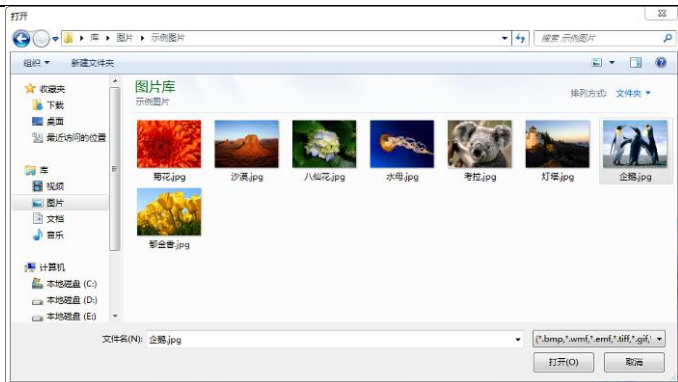 打开
库 ▸ 图片 ▸ 示例图片
搜索 示例图片
组织 ▾ 新建文件夹
收藏夹
下载
桌面
最近访问的位置
库
视频
图片
文档
音乐
计算机
本地磁盘 (C:)
本地磁盘 (D:)
本地磁盘 (E:)
图片库
示例图片
排列方式: 文件夹 ▾
菊花.jpg
沙漠.jpg
八仙花.jpg
水母.jpg
考拉.jpg
灯塔.jpg
企鹅.jpg
郁金香.jpg
文件名(N): 企鹅.jpg
(*.bmp,*.wmf,*.emf,*.tiff,*.gif,*
打开(O)
取消